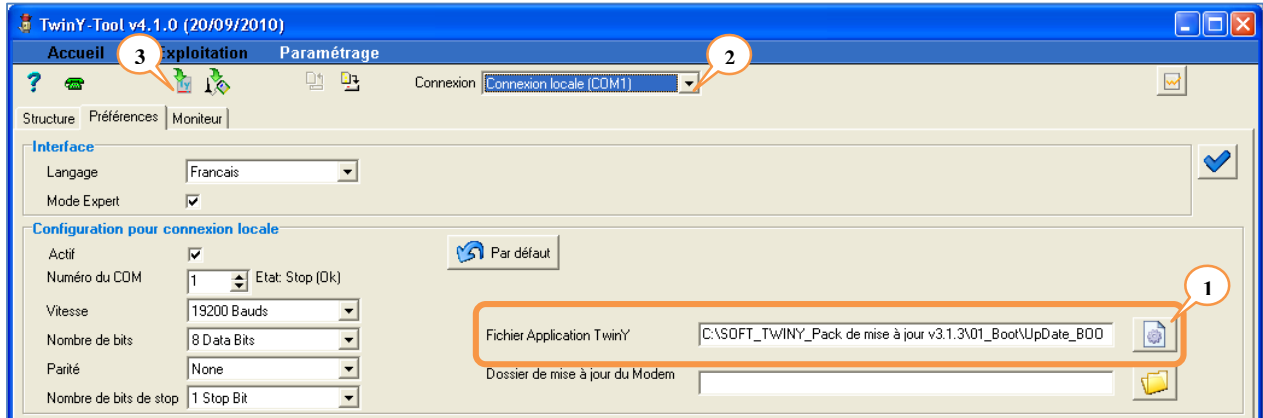 TwinY-Tool v4.1.0 (20/09/2010)
Accueil Exploitation Paramétrage
3
2
? Connexion Connexion locale (COM1)
Structure Préférences Moniteur
Interface
Langage Francais
Mode Expert
Configuration pour connexion locale
Actif Par défaut
Numéro du COM 1 Etat: Stop (Ok)
1
Vitesse 19200 Bauds
Fichier Application TwinY C:\SOFT_TWINY_Pack de mise à jour v3.1.3\01_Boot\UpDate_BOO
Nombre de bits 8 Data Bits
Parité None
Dossier de mise à jour du Modem
Nombre de bits de stop 1 Stop Bit